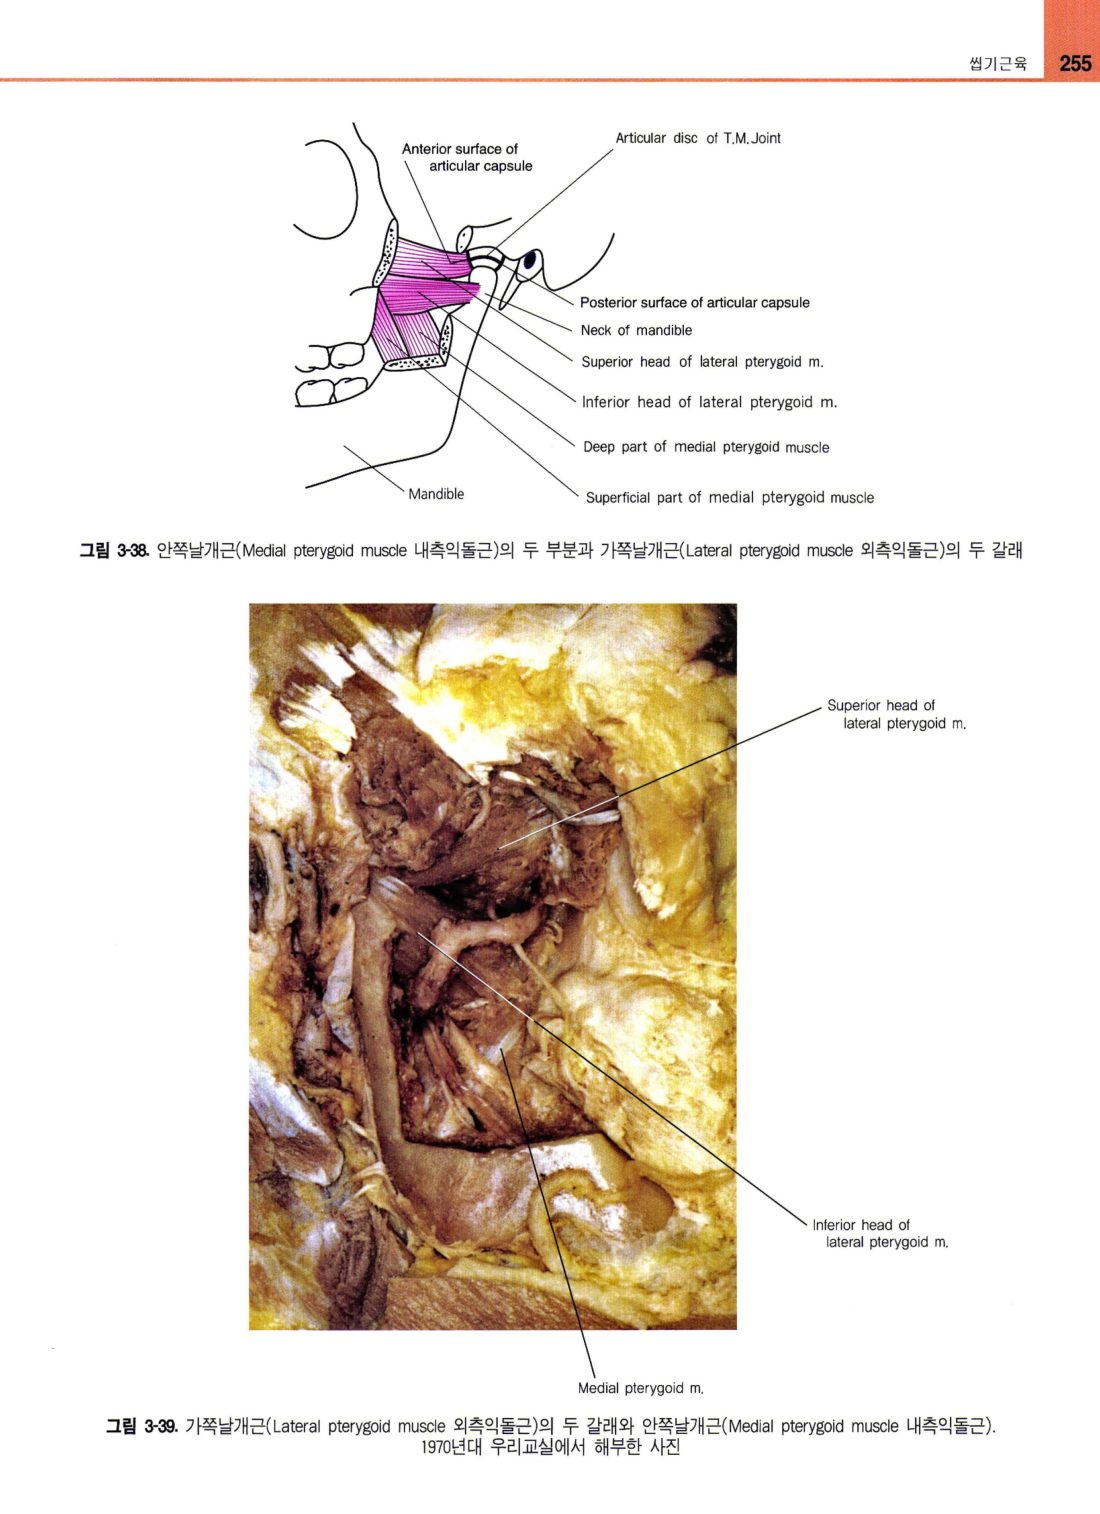 씹기근육 255
Anterior surface of
articular capsule
Articular disc of T.M.Joint
Posterior surface of articular capsule
Neck of mandible
Superior head of lateral pterygoid m.
Inferior head of lateral pterygoid m.
Deep part of medial pterygoid muscle
Mandible
Superficial part of medial pterygoid muscle
그림 3-38. 안쪽날개근(Medial pterygoid muscle 내측익돌근)의 두 부분과 가쪽날개근(Lateral pterygoid muscle 외측익돌근)의 두 갈래
Superior head of
lateral pterygoid m.
Inferior head of
lateral pterygoid m.
Medial pterygoid m.
그림 3-39. 가쪽날개근(Lateral pterygoid muscle 외측익돌근)의 두 갈래와 안쪽날개근(Medial pterygoid muscle 내측익돌근).
1970년대 우리교실에서 해부한 사진